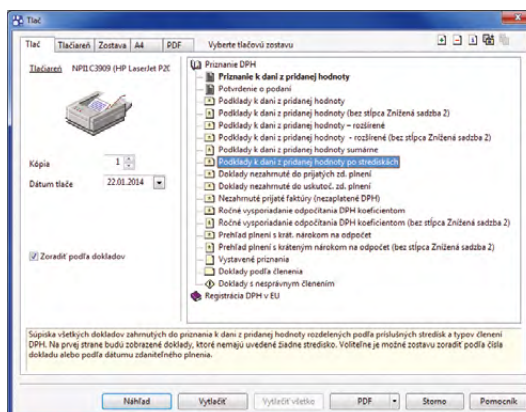 Tlač
Tlač Tlačiareň Zostava A4 PDF Vyberte tlačovú zostavu
Tlačiareň NPI1C3909 (HP LaserJet P20
Kópia 1
Dátum tlače 22.01.2014
Zoradiť podľa dokladov
Priznanie DPH
Priznanie k dani z pridanej hodnoty
Potvrdenie o podaní
Podklady k dani z pridanej hodnoty
Podklady k dani z pridanej hodnoty (bez stĺpca Znížená sadzba 2)
Podklady k dani z pridanej hodnoty – rozšírené
Podklady k dani z pridanej hodnoty - rozšírené (bez stĺpca Znížená sadzba 2)
Podklady k dani z pridanej hodnoty sumárne
Podklady k dani z pridanej hodnoty po strediskách
Doklady nezahrnuté do prijatých zd. plnení
Doklady nezahrnuté do uskutoč. zd. plnení
Nezahrnuté prijaté faktúry (nezaplatené DPH)
Ročné vysporiadanie odpočítania DPH koeficientom
Ročné vysporiadanie odpočítania DPH koeficientom (bez stĺpca Znížená sadzba 2)
Prehľad plnení s krát. nárokom na odpočet
Prehľad plnení s kráteným nárokom na odpočet (bez stĺpca Znížená sadzba 2)
Vystavené priznania
Doklady podľa členenia
Doklady s nesprávnym členením
Registrácia DPH v EU
Súpiska všetkých dokladov zahrnutých do priznania k dani z pridanej hodnoty rozdelených podľa príslušných stredísk a typov členení
DPH. Na prvej strane budú zobrazené doklady, ktoré nemajú uvedené žiadne stredisko. Voliteľne je možné zostavu zoradiť podľa čísla
dokladu alebo podľa dátumu zdaniteľného plnenia.
Náhľad Vytlačiť Vytlačiť všetko PDF Storno Pomocník